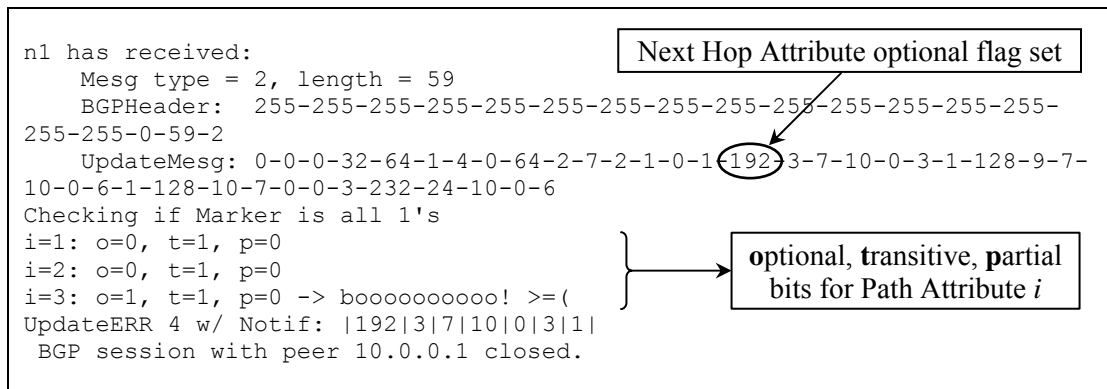 n1 has received:
Next Hop Attribute optional flag set
Mesg type = 2, length = 59
BGPHeader: 255-255-255-255-255-255-255-255-255-255-255-255-255-255-
255-255-0-59-2
UpdateMesg: 0-0-0-32-64-1-4-0-64-2-7-2-1-0-1-192-3-7-10-0-3-1-128-9-7-
10-0-6-1-128-10-7-0-0-3-232-24-10-0-6
Checking if Marker is all 1's
i=1: o=0, t=1, p=0
i=2: o=0, t=1, p=0
i=3: o=1, t=1, p=0 -> boooooooooo! >=(
optional, transitive, partial
bits for Path Attribute i
UpdateERR 4 w/ Notif: |192|3|7|10|0|3|1|
BGP session with peer 10.0.0.1 closed.